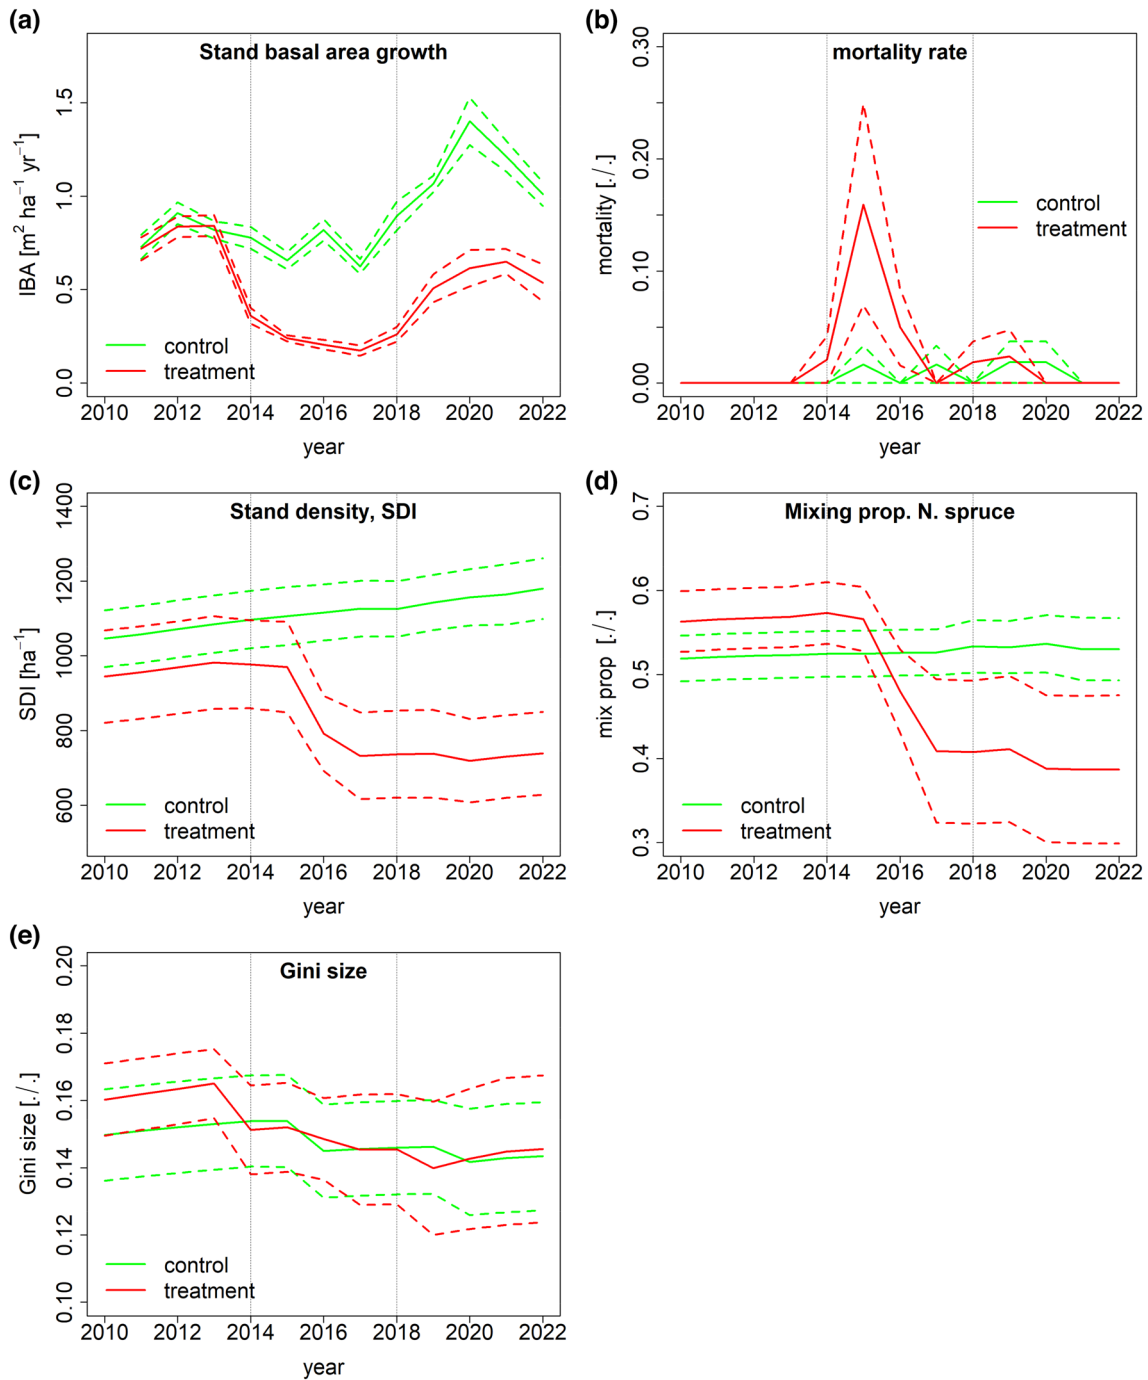 (a)
Stand basal area growth
IBA [m² ha⁻¹ yr⁻¹]
1.5
1.0
0.5
0.0
control
treatment
2010 2012 2014 2016 2018 2020 2022
year
(b)
mortality rate
mortality [./.]
0.30
0.20
0.10
0.00
control
treatment
2010 2012 2014 2016 2018 2020 2022
year
(c)
Stand density, SDI
SDI [ha⁻¹]
1400
1200
1000
800
600
control
treatment
2010 2012 2014 2016 2018 2020 2022
year
(d)
Mixing prop. N. spruce
mix prop [./.]
0.7
0.6
0.5
0.4
0.3
control
treatment
2010 2012 2014 2016 2018 2020 2022
year
(e)
Gini size
Gini size [./.]
0.20
0.18
0.16
0.14
0.12
0.10
control
treatment
2010 2012 2014 2016 2018 2020 2022
year